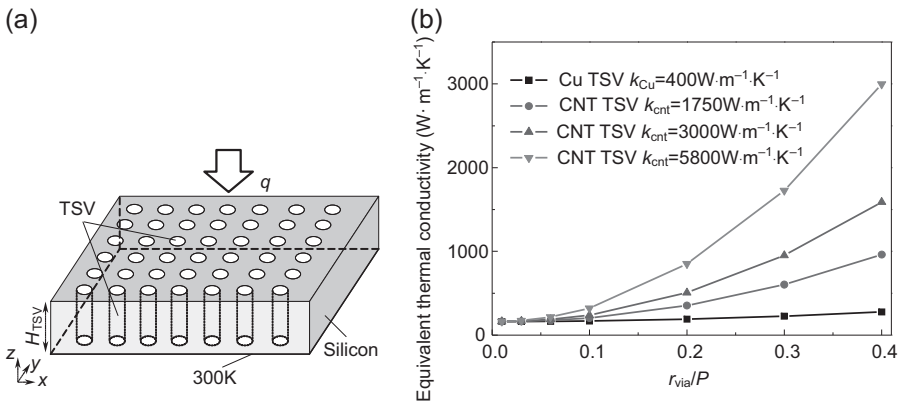 (a)
q
TSV
H_TSV
Silicon
z
y
x
300K
(b)
Equivalent thermal conductivity (W· m⁻¹·K⁻¹)
3000
2000
1000
0
Cu TSV k_Cu=400W·m⁻¹·K⁻¹
CNT TSV k_cnt=1750W·m⁻¹·K⁻¹
CNT TSV k_cnt=3000W·m⁻¹·K⁻¹
CNT TSV k_cnt=5800W·m⁻¹·K⁻¹
0.0 0.1 0.2 0.3 0.4
r_via/P